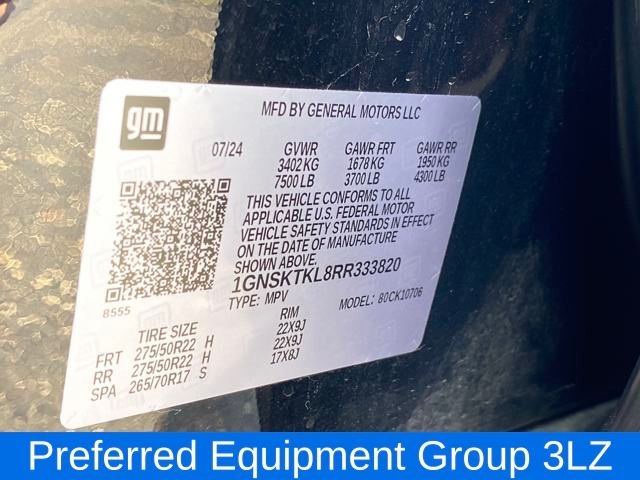 gm
MFD BY GENERAL MOTORS LLC
07/24 GVWR GAWR FRT GAWR RR
3402 KG 1678 KG 1950 KG
7500 LB 3700 LB 4300 LB
THIS VEHICLE CONFORMS TO ALL
APPLICABLE U.S. FEDERAL MOTOR
VEHICLE SAFETY STANDARDS IN EFFECT
ON THE DATE OF MANUFACTURE
SHOWN ABOVE.
1GNSKTKL8RR333820
TYPE: MPV MODEL: 80CK10706
8555
TIRE SIZE RIM
FRT 275/50R22 H 22X9J
RR 275/50R22 H 22X9J
SPA 265/70R17 S 17X8J
Preferred Equipment Group 3LZ